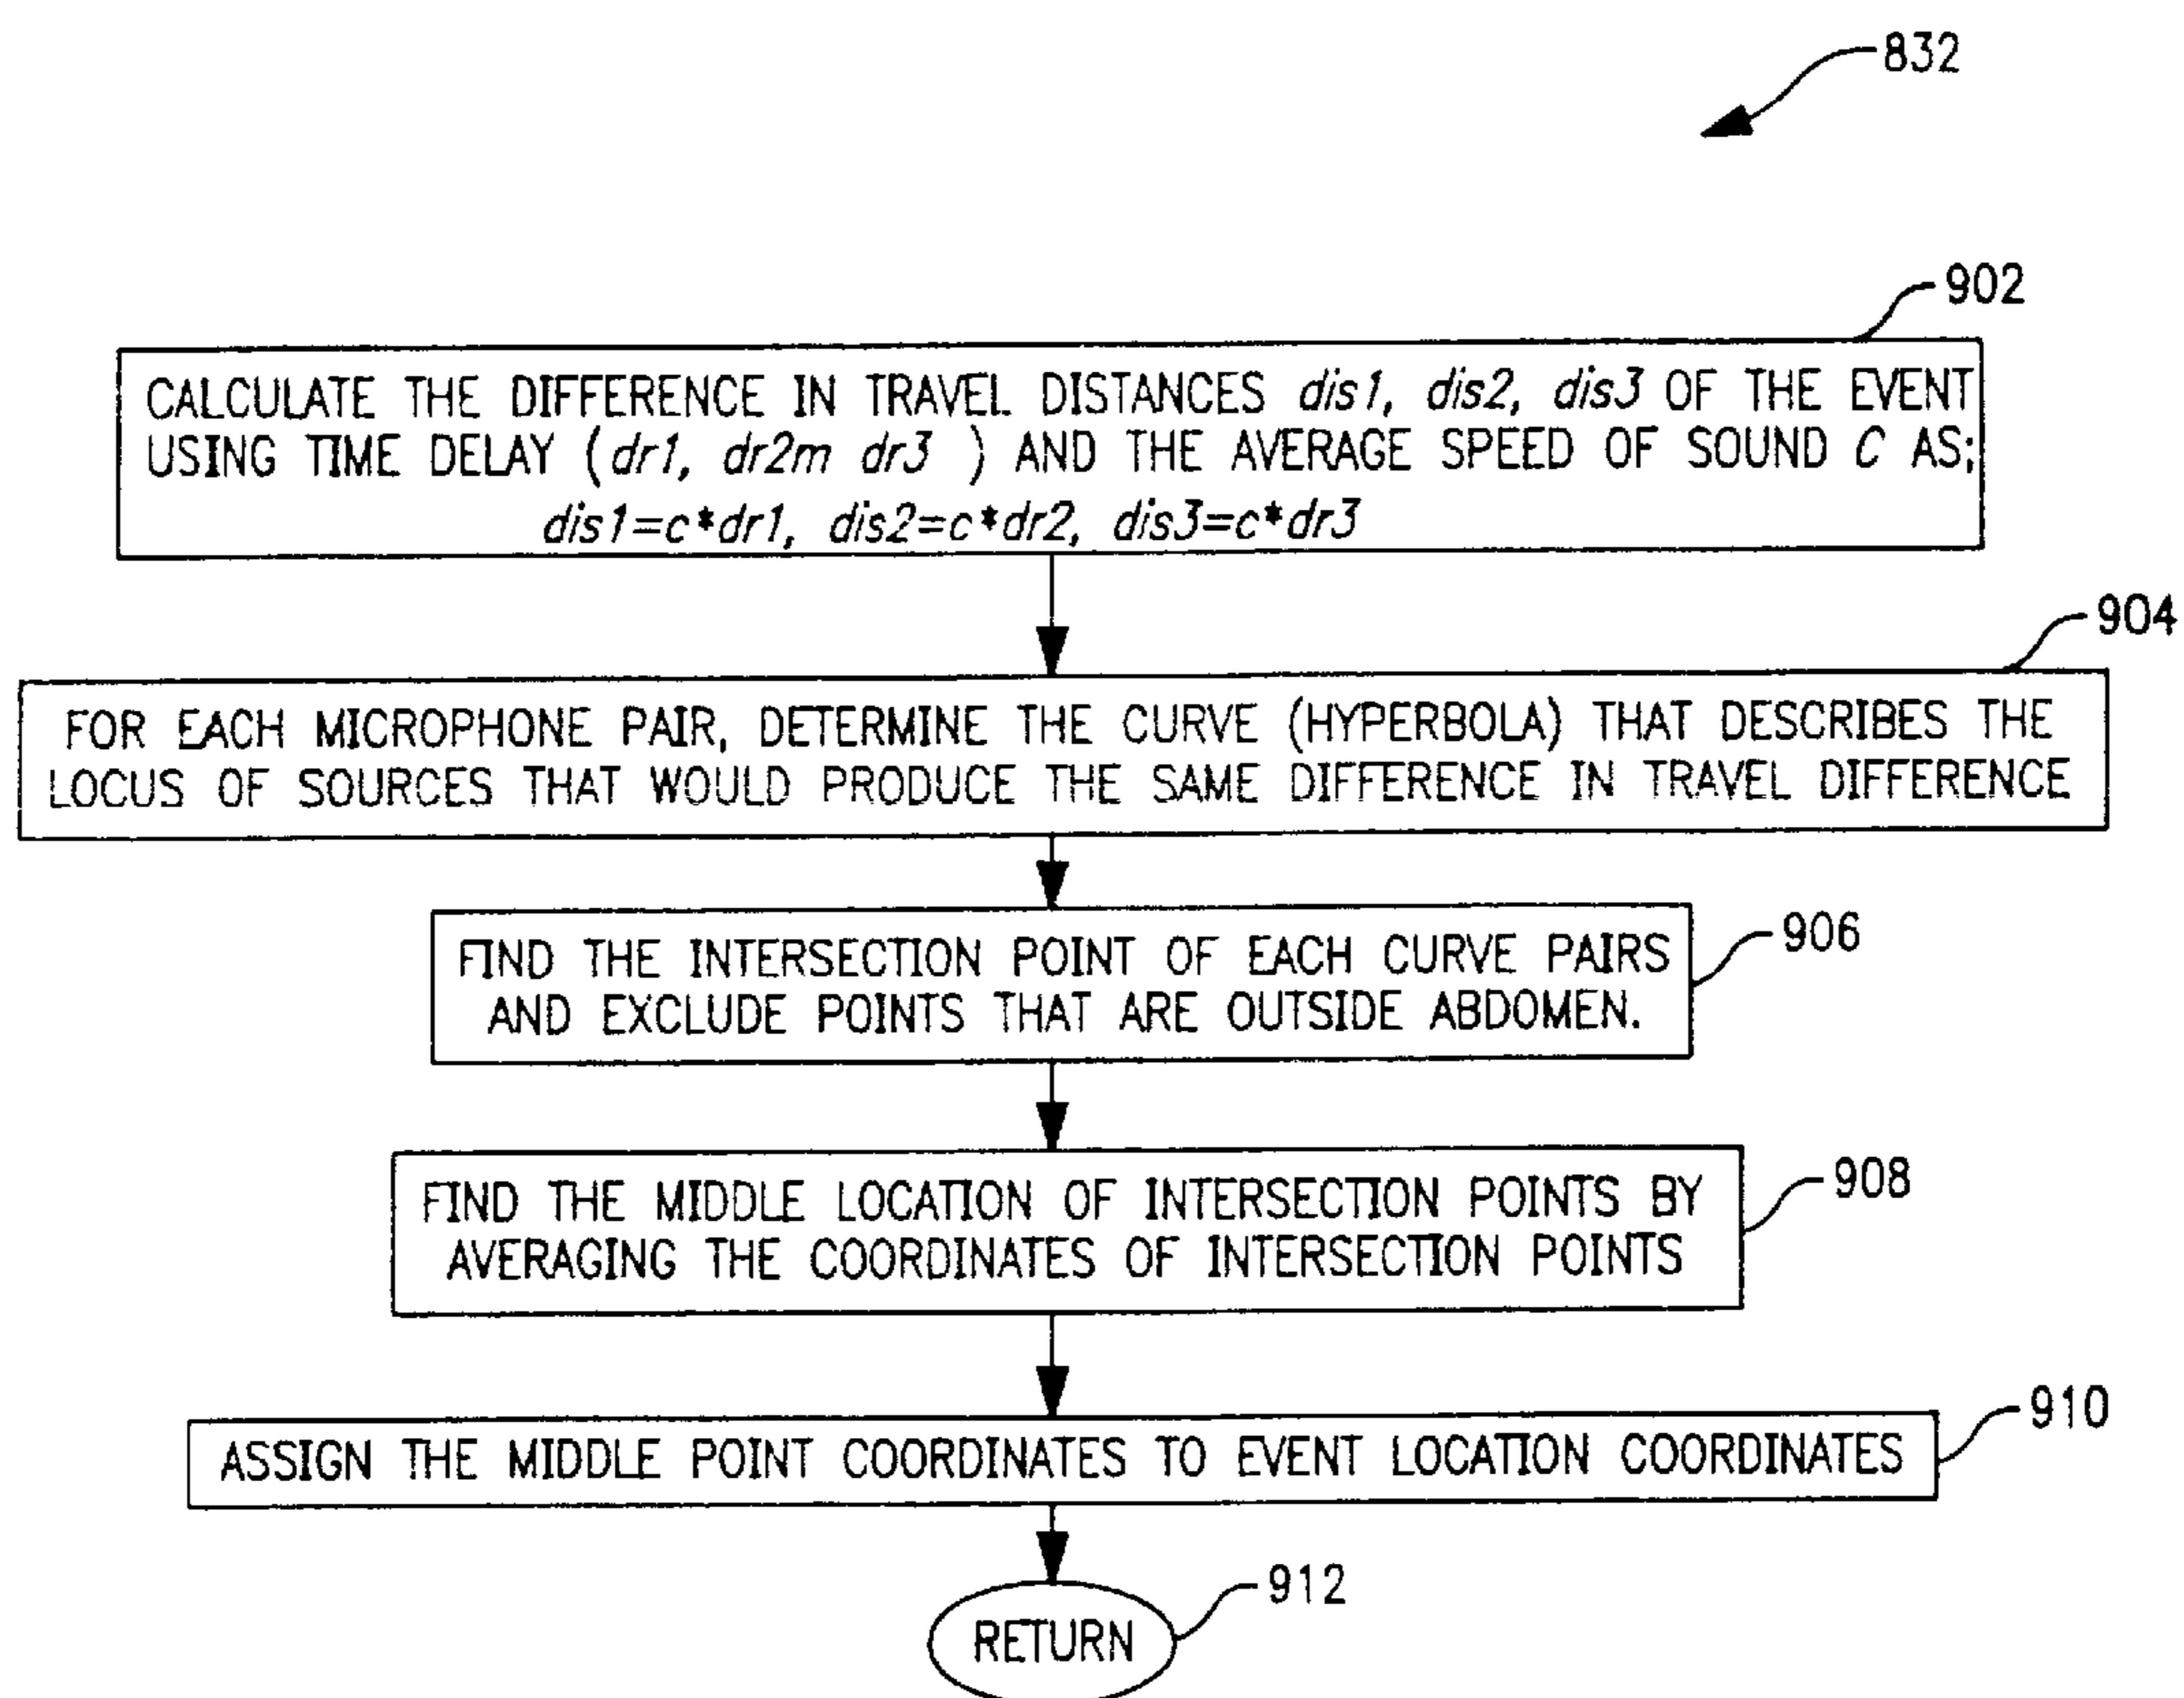 832
902
CALCULATE THE DIFFERENCE IN TRAVEL DISTANCES dis1, dis2, dis3 OF THE EVENT
USING TIME DELAY (dr1, dr2m dr3 ) AND THE AVERAGE SPEED OF SOUND C AS;
dis1=c*dr1, dis2=c*dr2, dis3=c*dr3
904
FOR EACH MICROPHONE PAIR, DETERMINE THE CURVE (HYPERBOLA) THAT DESCRIBES THE
LOCUS OF SOURCES THAT WOULD PRODUCE THE SAME DIFFERENCE IN TRAVEL DIFFERENCE
906
FIND THE INTERSECTION POINT OF EACH CURVE PAIRS
AND EXCLUDE POINTS THAT ARE OUTSIDE ABDOMEN.
908
FIND THE MIDDLE LOCATION OF INTERSECTION POINTS BY
AVERAGING THE COORDINATES OF INTERSECTION POINTS
910
ASSIGN THE MIDDLE POINT COORDINATES TO EVENT LOCATION COORDINATES
912
RETURN